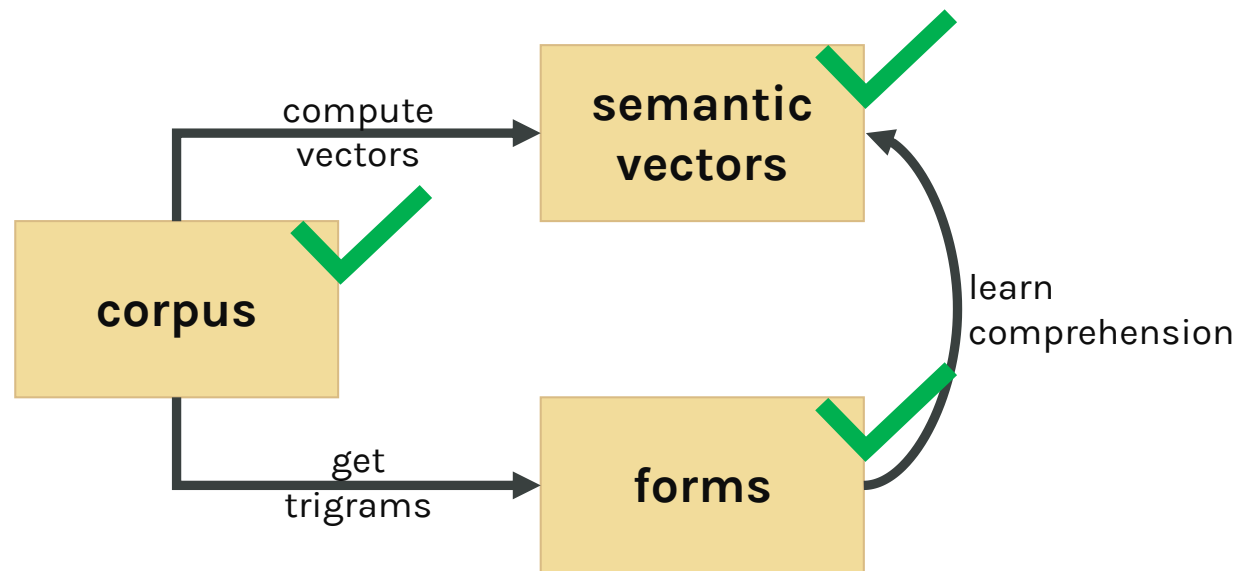 compute
vectors
semantic
vectors
corpus
learn
comprehension
get
trigrams
forms